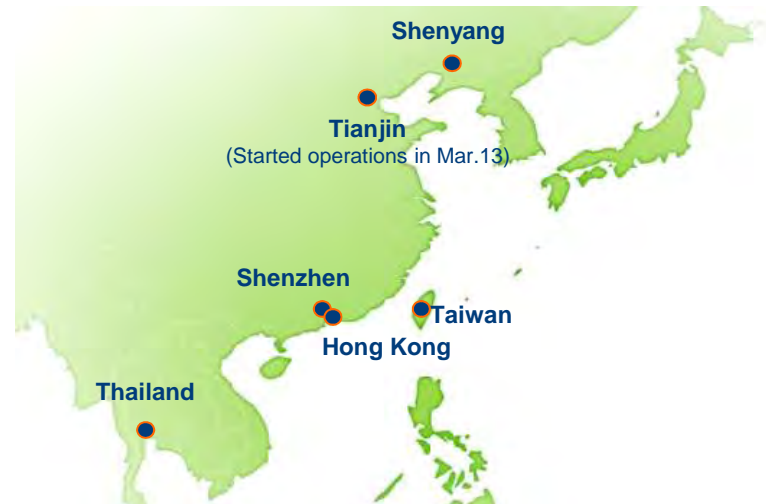 Shenyang
Tianjin
(Started operations in Mar.13)
Shenzhen
Taiwan
Hong Kong
Thailand